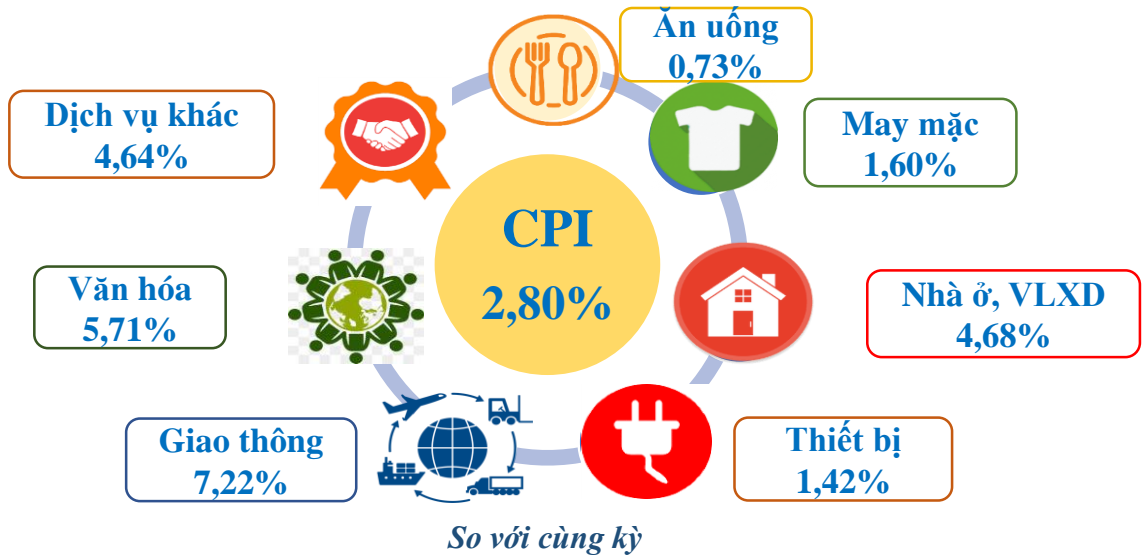 Ăn uống
0,73%
Dịch vụ khác
4,64%
May mặc
1,60%
CPI
2,80%
Văn hóa
5,71%
Nhà ở, VLXD
4,68%
Giao thông
7,22%
Thiết bị
1,42%
So với cùng kỳ